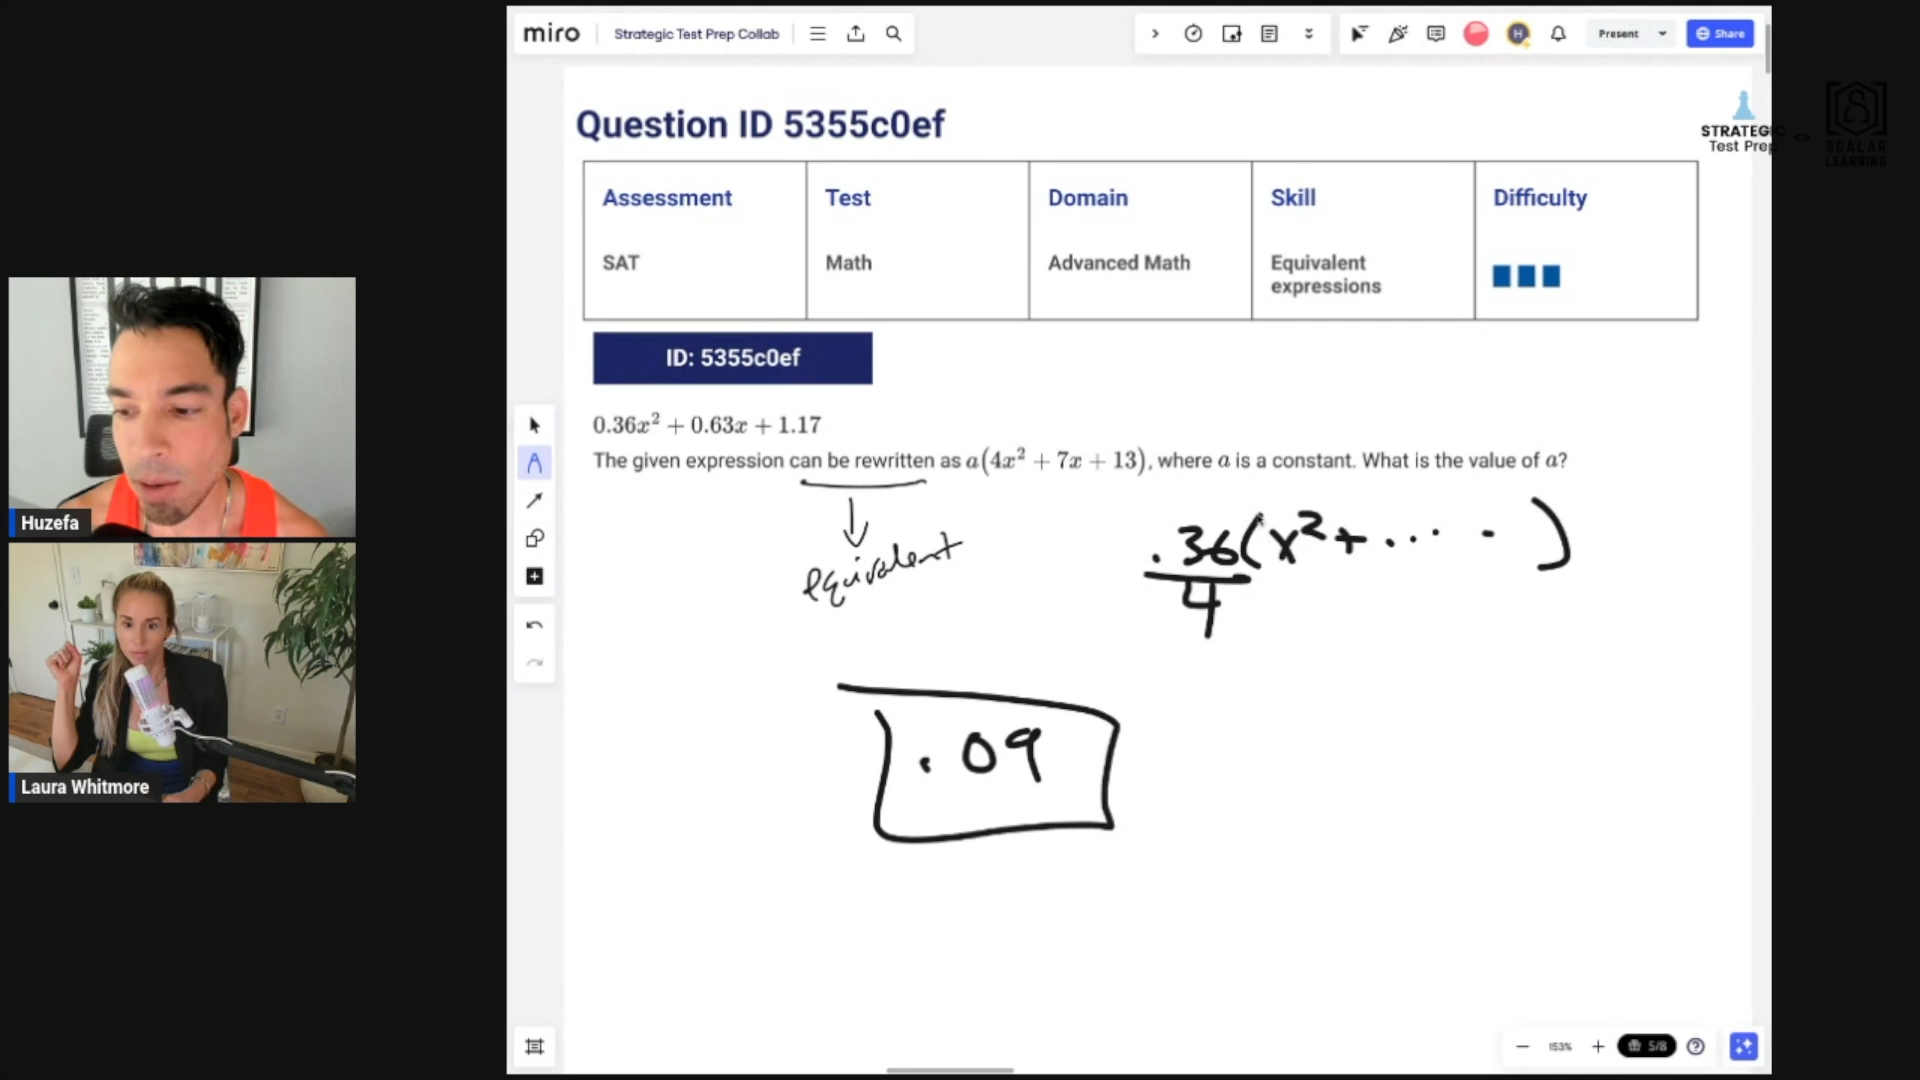 miro
Strategic Test Prep Collab
Present
Share
Question ID 5355c0ef
STRATEGIC
Test Prep
SCALAR
LEARNING
Assessment
Test
Domain
Skill
Difficulty
SAT
Math
Advanced Math
Equivalent
expressions
ID: 5355c0ef
0.36x² + 0.63x + 1.17
The given expression can be rewritten as a(4x² + 7x + 13), where a is a constant. What is the value of a?
equivalent
.36(x²+....-)
4
.09
Huzefa
Laura Whitmore
H
153%
5/8